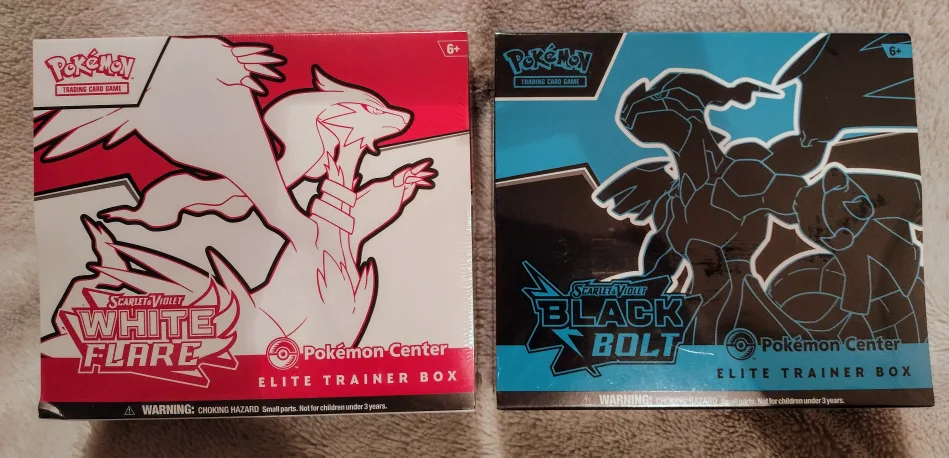 POKéMON
TRADING CARD GAME
6+
SCARLET & VIOLET
WHITE
FLARE
Pokémon Center
ELITE TRAINER BOX
WARNING: CHOKING HAZARD Small parts. Not for children under 3 years.
POKéMON
TRADING CARD GAME
6+
SCARLET & VIOLET
BLACK
BOLT
Pokémon Center
ELITE TRAINER BOX
WARNING: CHOKING HAZARD Small parts. Not for children under 3 years.